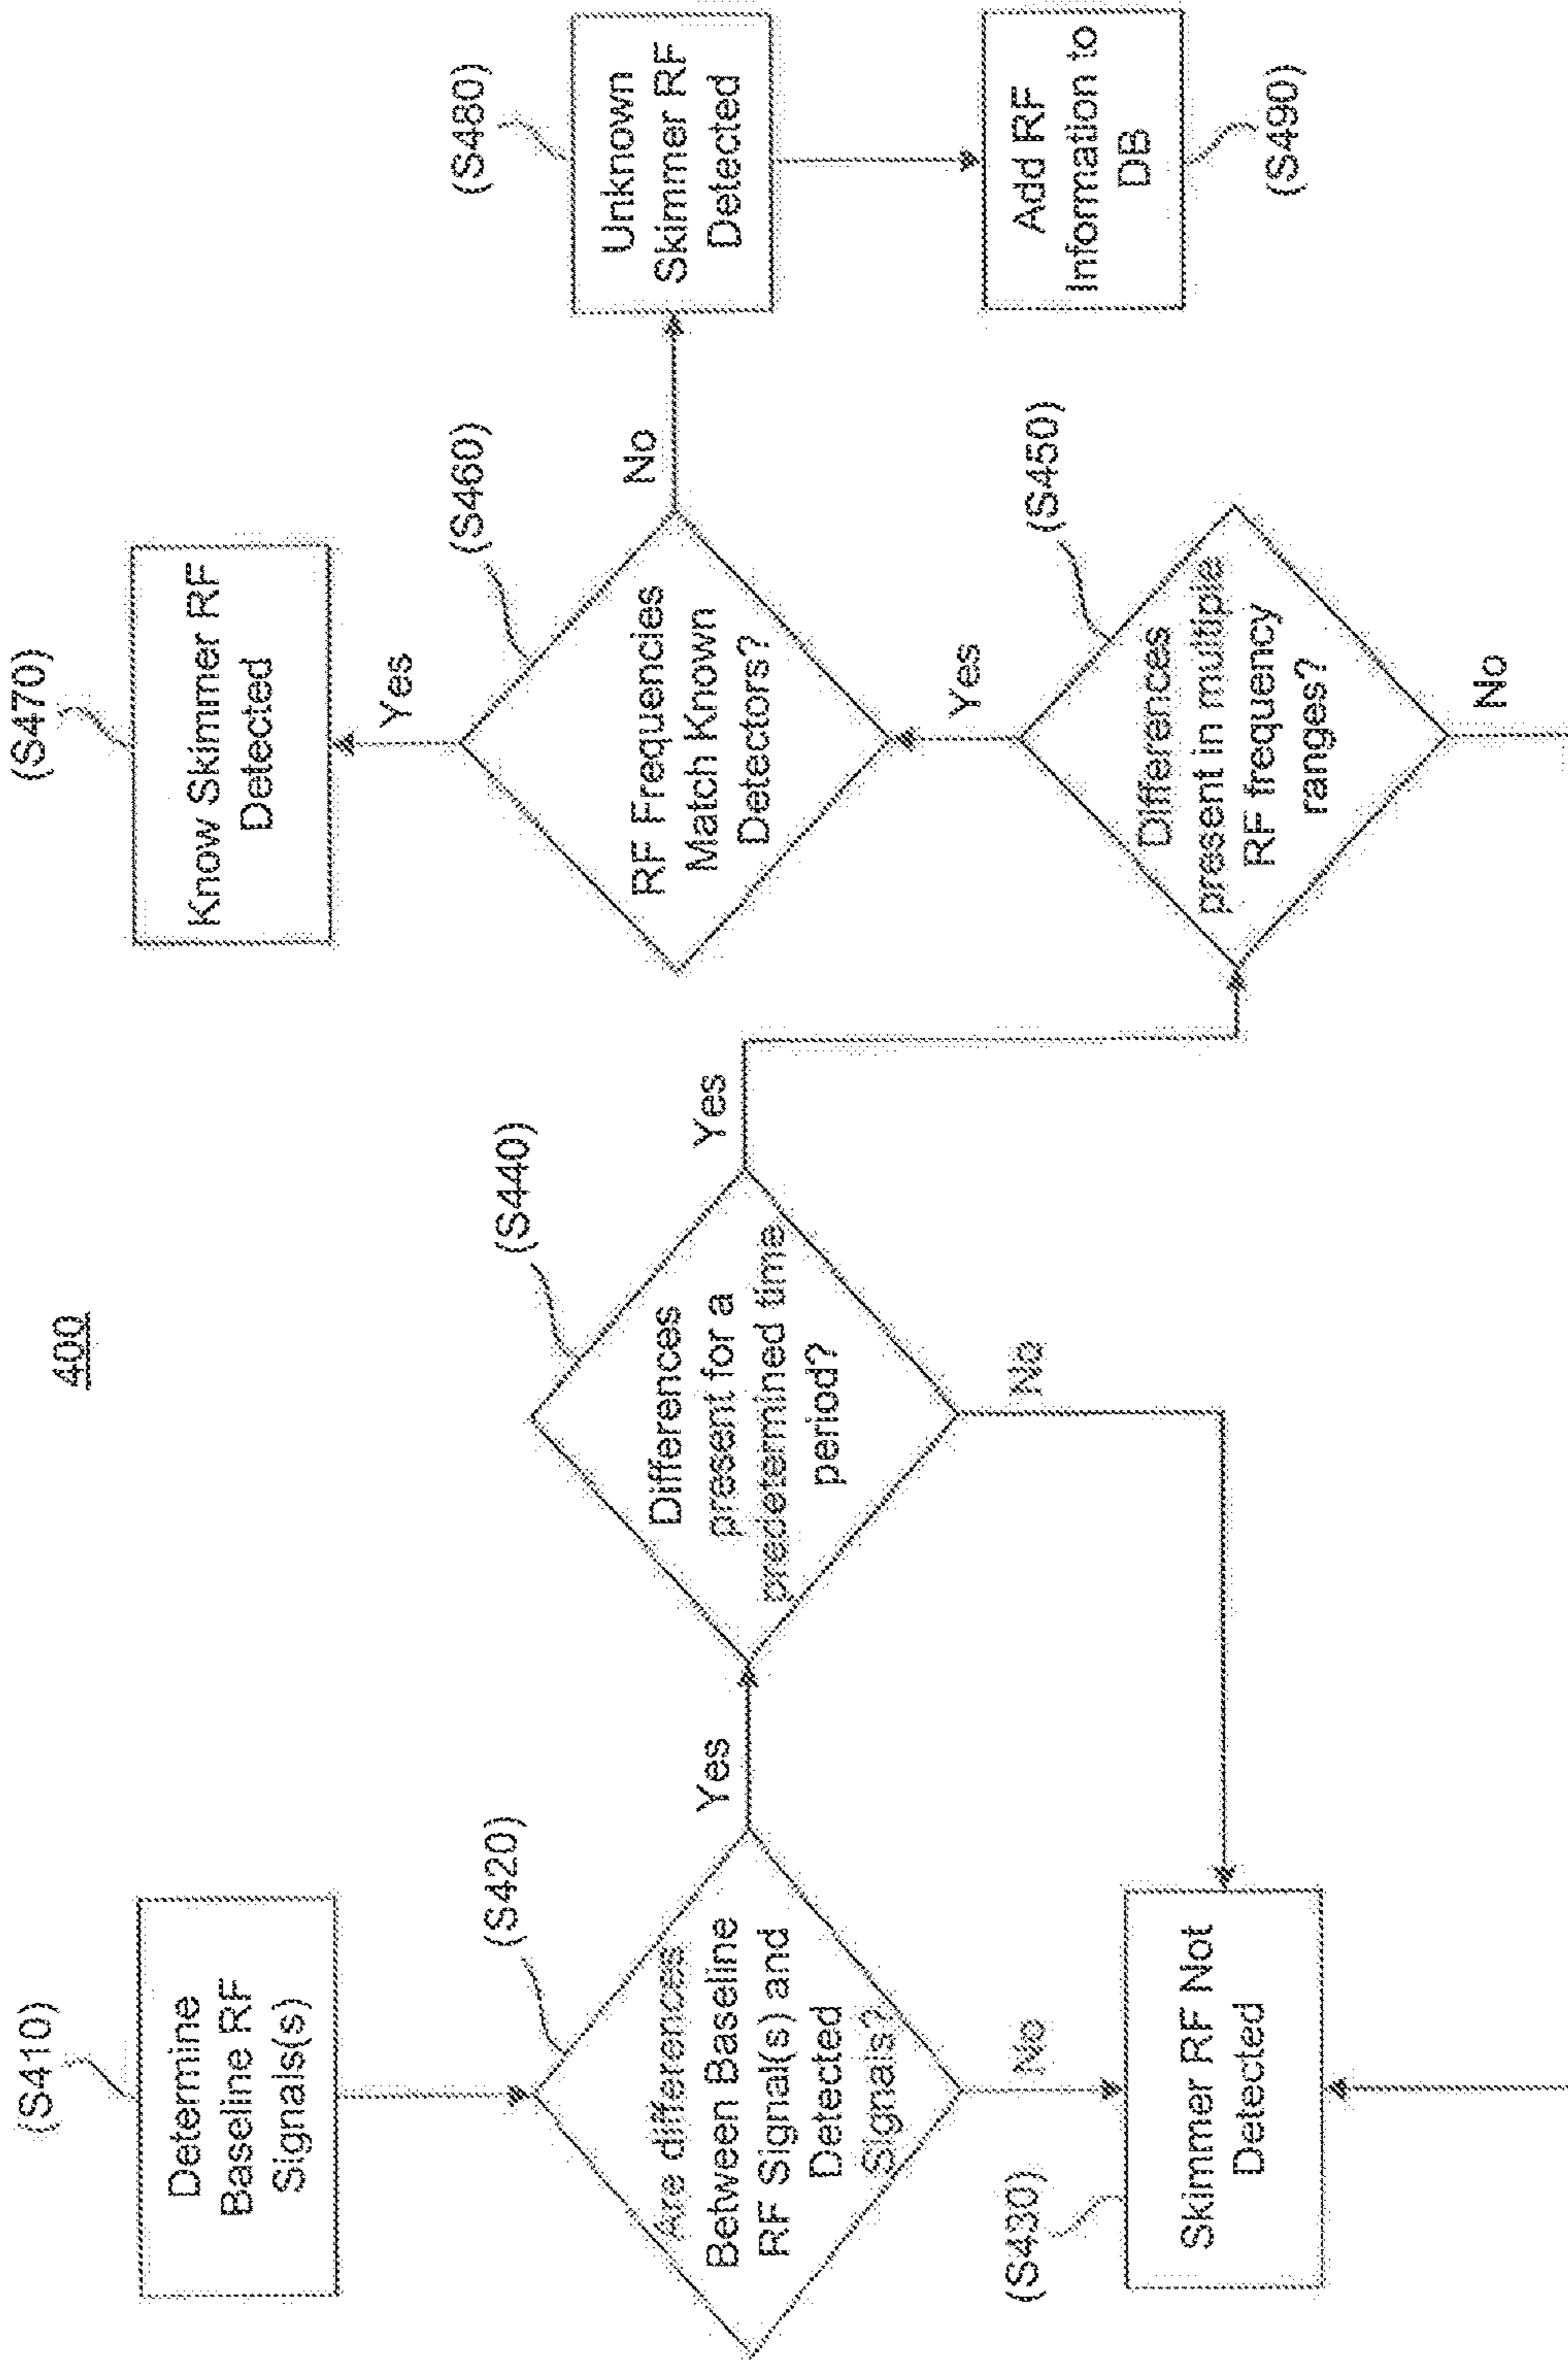 400
(S410)
Determine
Baseline RF
Signals(s)
(S420)
Are differences
Between Baseline
RF Signal(s) and
Detected
Signals?
Yes
No
(S430)
Skimmer RF Not
Detected
(S440)
Differences
present for a
predetermined time
period?
Yes
No
(S450)
Differences
present in multiple
RF frequency
ranges?
Yes
No
(S460)
RF Frequencies
Match Known
Detectors?
Yes
No
(S470)
Know Skimmer RF
Detected
(S480)
Unknown
Skimmer RF
Detected
Add RF
Information to
DB
(S490)